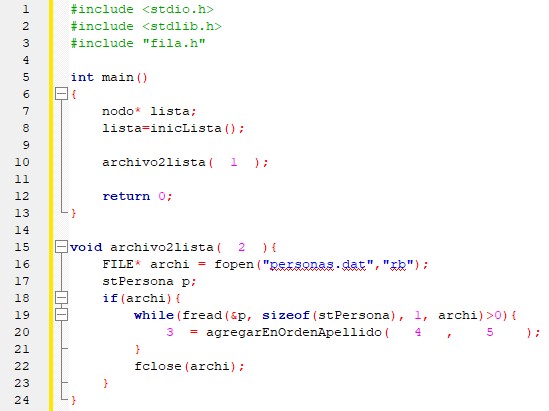 1 #include <stdio.h>
2 #include <stdlib.h>
3 #include "fila.h"
4
5 int main()
6 {
7 nodo* lista;
8 lista=inicLista();
9
10 archivo2lista( 1 );
11
12 return 0;
13 }
14
15 void archivo2lista( 2 ){
16 FILE* archi = fopen("personas.dat","rb");
17 stPersona p;
18 if(archi){
19 while(fread(&p, sizeof(stPersona), 1, archi)>0){
20 3 = agregarEnOrdenApellido( 4 , 5 );
21 }
22 fclose(archi);
23 }
24 }